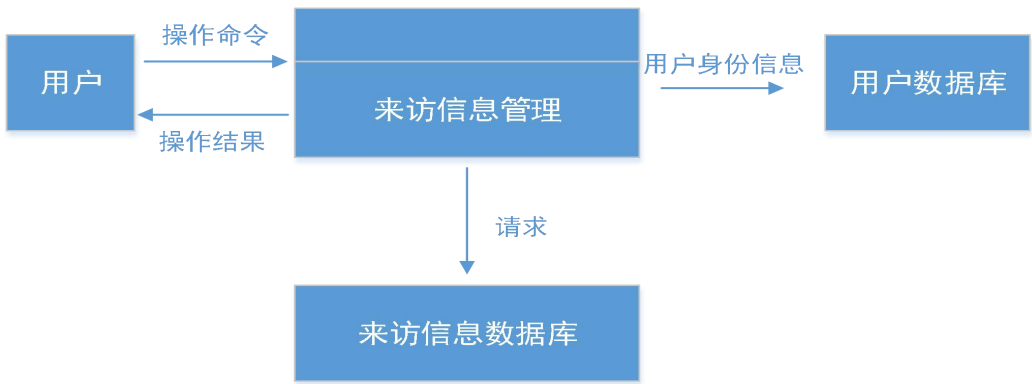 操作命令
用户
用户身份信息
用户数据库
来访信息管理
操作结果
请求
来访信息数据库